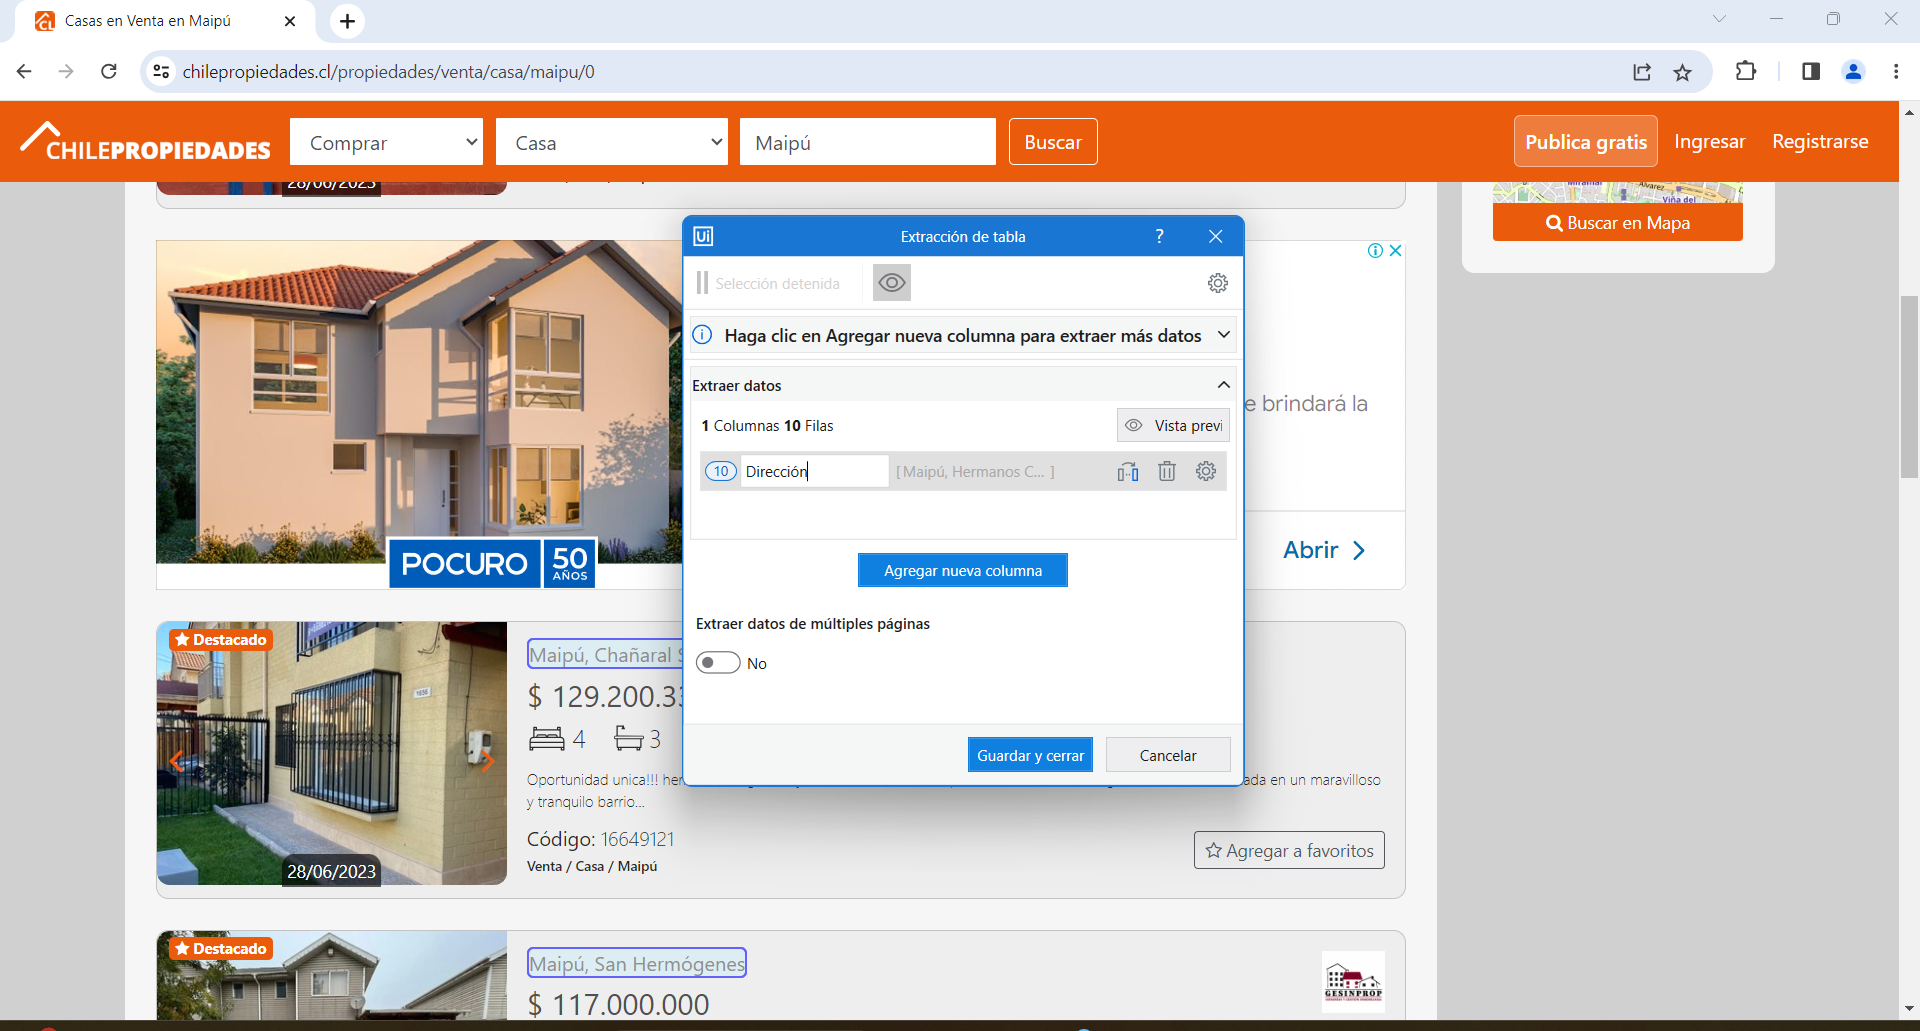 Casas en Venta en Maipú
chilepropiedades.cl/propiedades/venta/casa/maipu/0
CHILEPROPIEDADES
Comprar
Casa
Maipú
Buscar
Publica gratis
Ingresar
Registrarse
28/06/2023
Alvarez
Viña del
Buscar en Mapa
Ui
Extracción de tabla
?
Selección detenida
Haga clic en Agregar nueva columna para extraer más datos
Extraer datos
1 Columnas 10 Filas
Vista previ
10
Dirección
[ Maipú, Hermanos C... ]
Agregar nueva columna
Extraer datos de múltiples páginas
No
Guardar y cerrar
Cancelar
e brindará la
Abrir
POCURO
50
AÑOS
Destacado
Maipú, Chañaral
$ 129.200.33
4
3
Oportunidad unica!!! her
ada en un maravilloso
y tranquilo barrio...
Código: 16649121
Venta / Casa / Maipú
Agregar a favoritos
28/06/2023
Destacado
Maipú, San Hermógenes
$ 117.000.000
GESINPROP